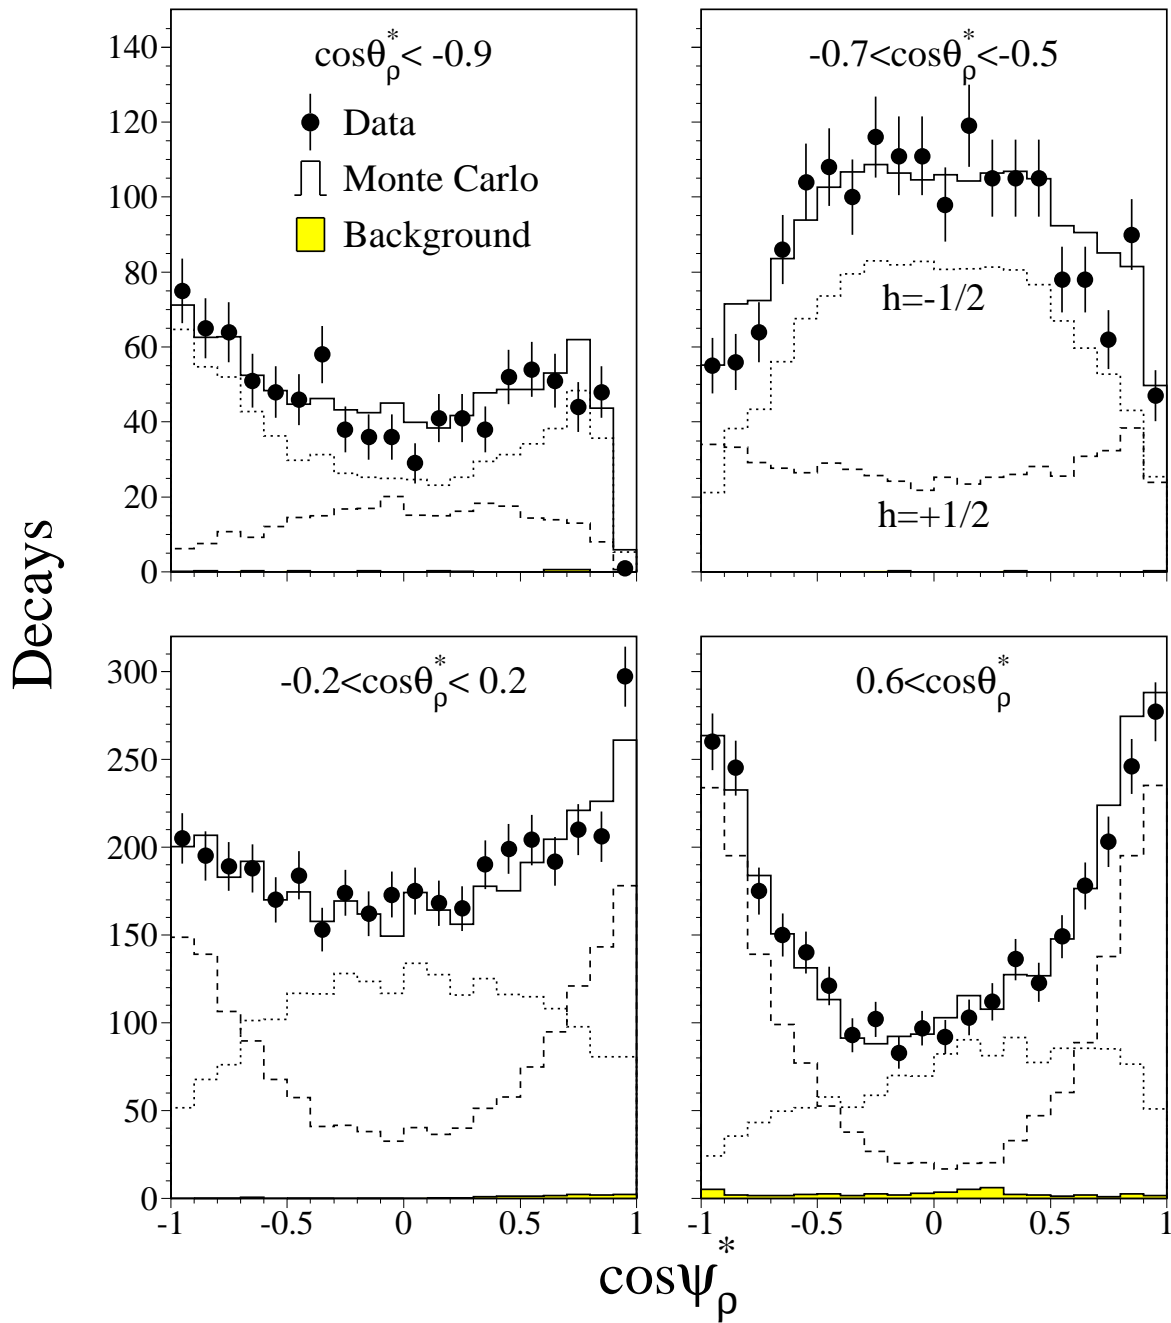 cosθ*ρ< -0.9
Data
Monte Carlo
Background
140
120
100
80
60
40
20
0
-0.7<cosθ*ρ<-0.5
h=-1/2
h=+1/2
Decays
-0.2<cosθ*ρ< 0.2
300
250
200
150
100
50
0
-1 -0.5 0 0.5 1
0.6<cosθ*ρ
-1 -0.5 0 0.5 1
cosψ*ρ